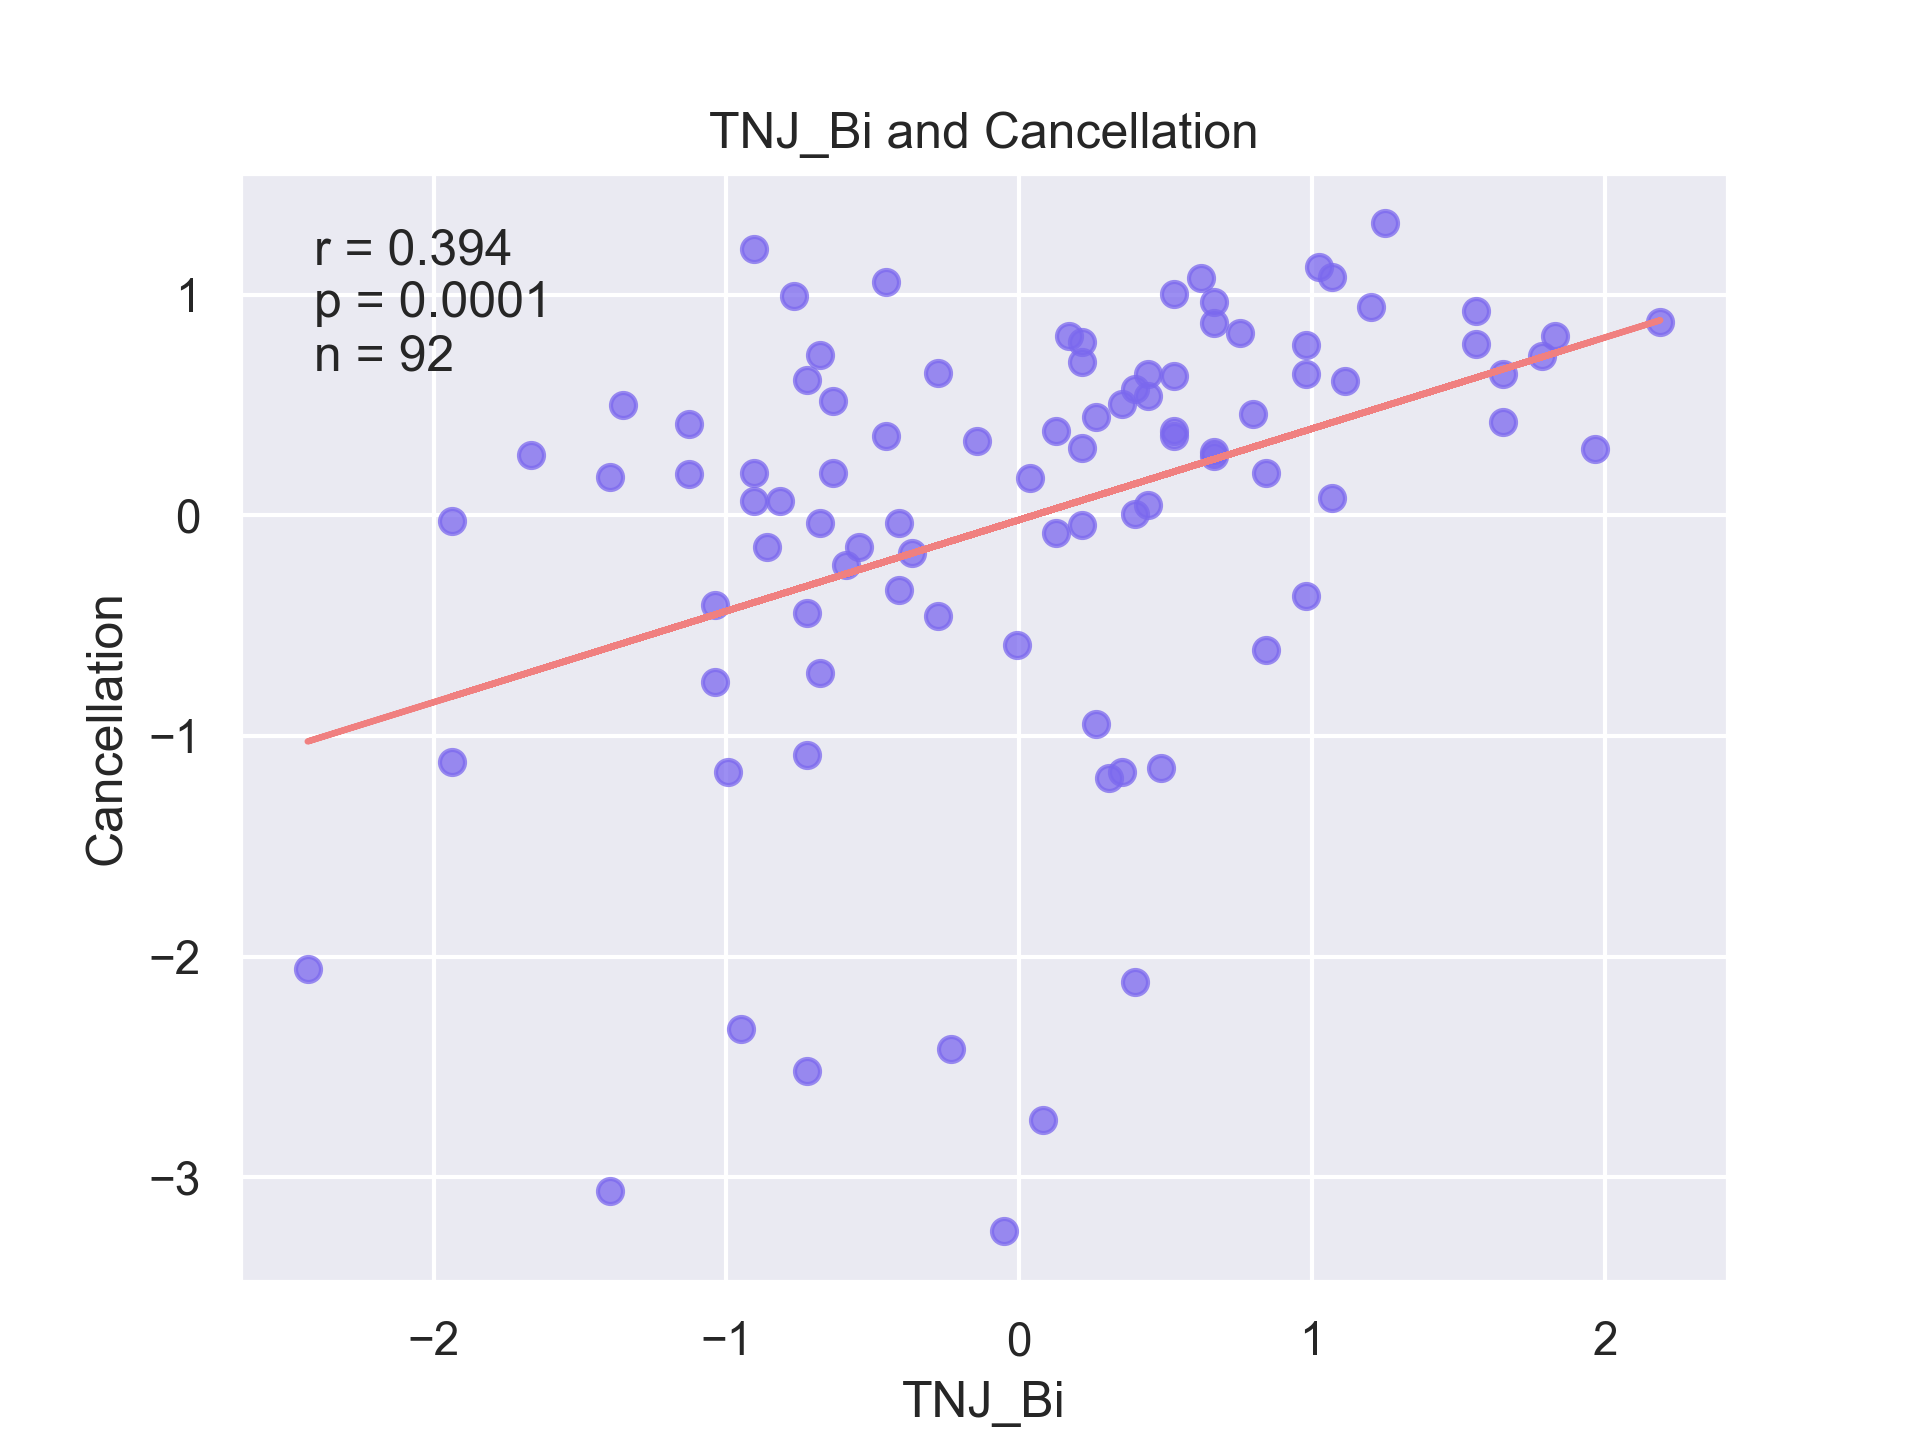 TNJ_Bi and Cancellation
r = 0.394
p = 0.0001
n = 92
1
0
−1
−2
−3
Cancellation
−2
−1
0
1
2
TNJ_Bi